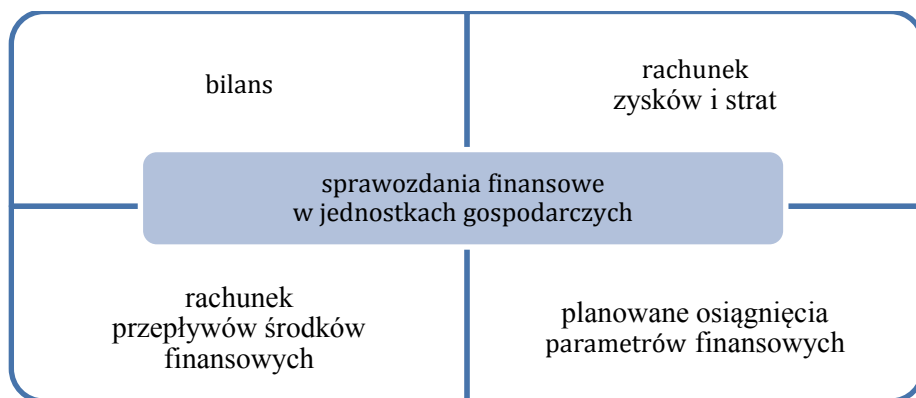 bilans
rachunek
zysków i strat
sprawozdania finansowe
w jednostkach gospodarczych
rachunek
przepływów środków
finansowych
planowane osiągnięcia
parametrów finansowych